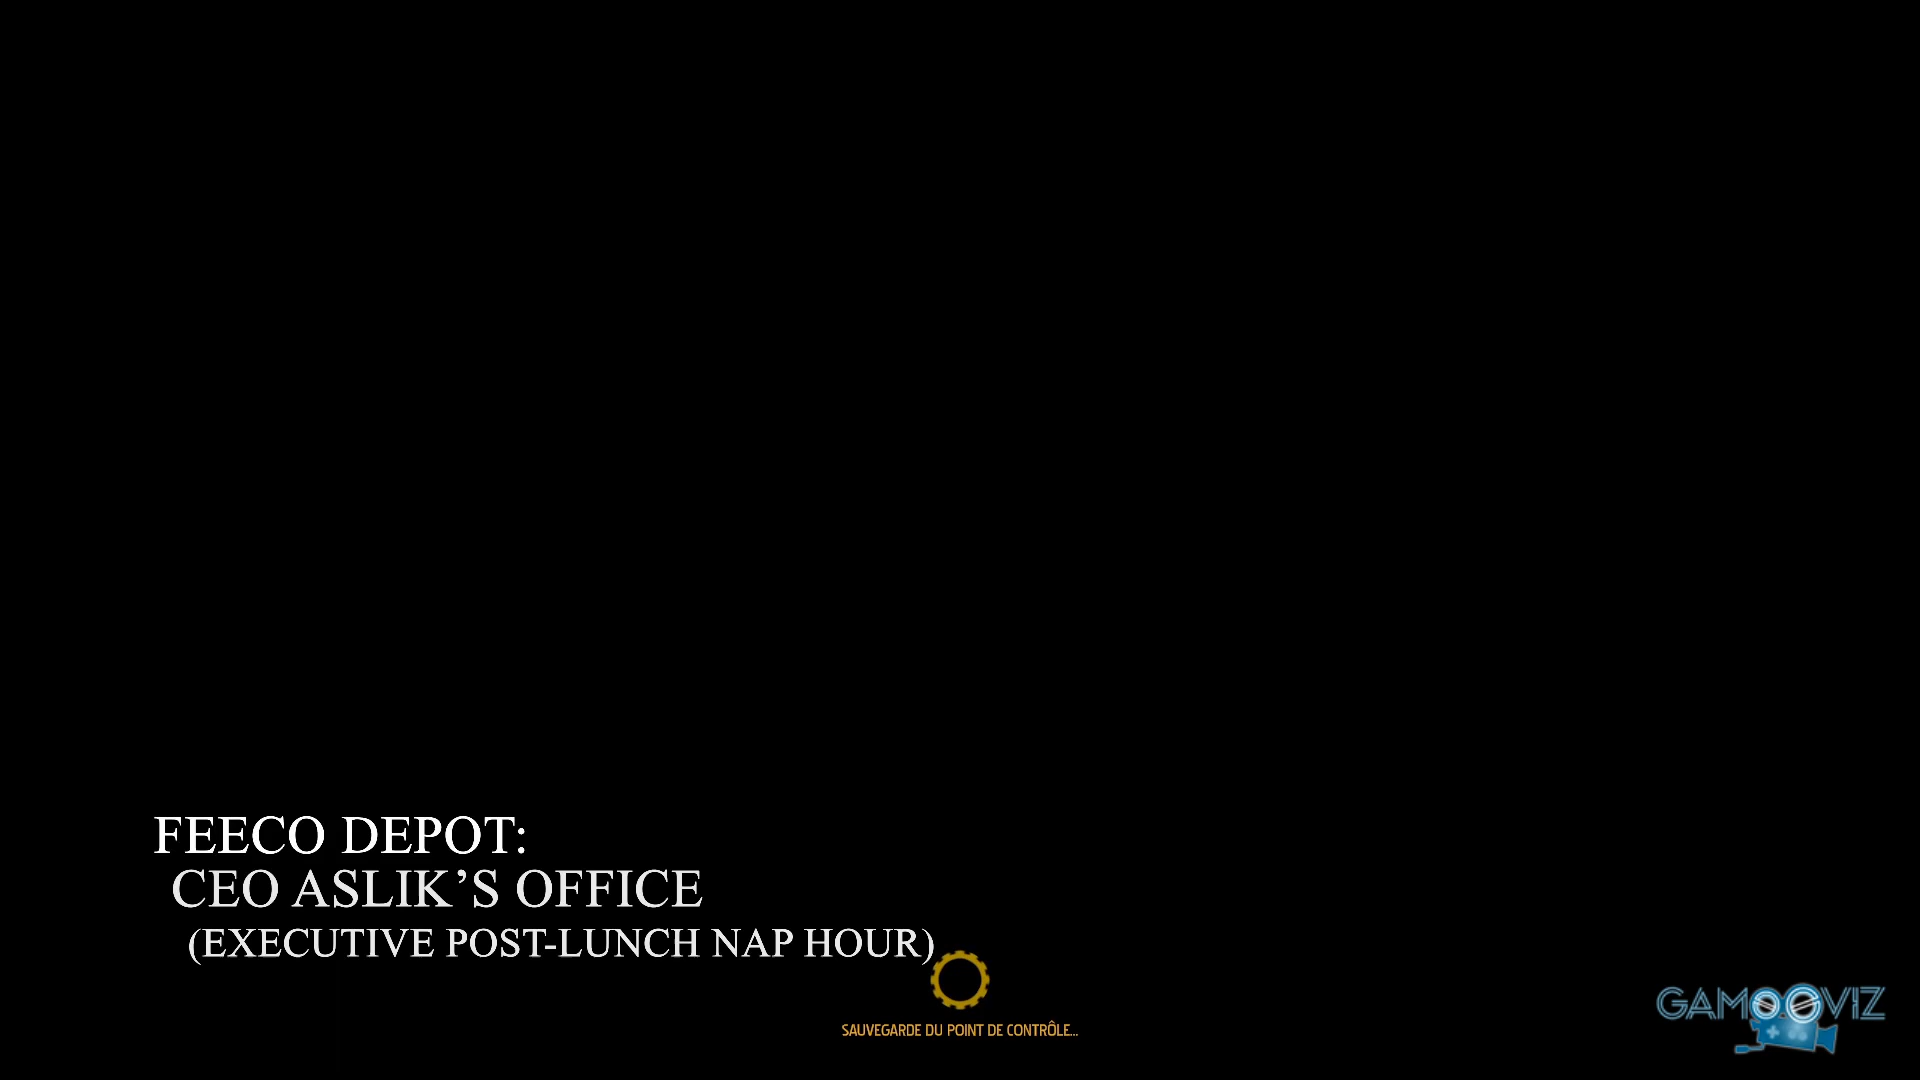 FEECO DEPOT:
CEO ASLIK’S OFFICE
(EXECUTIVE POST-LUNCH NAP HOUR)
SAUVEGARDE DU POINT DE CONTRÔLE...
GAMOOVIZ